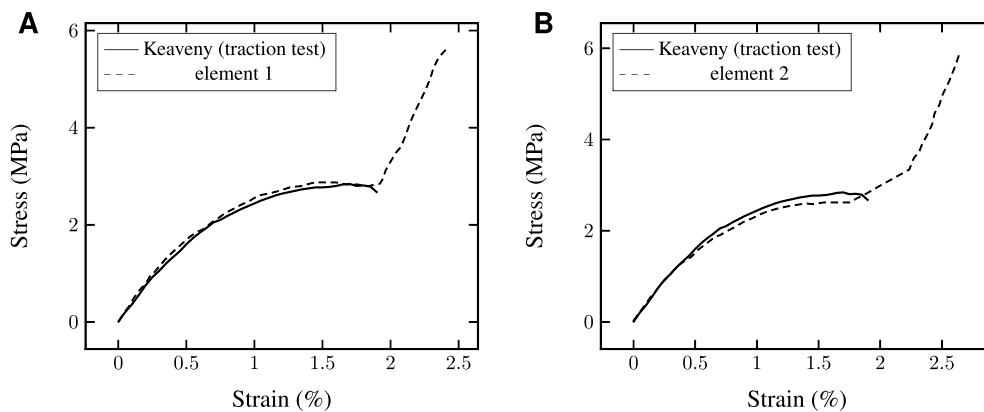 A
Keaveny (traction test)
element 1
6
4
2
0
Stress (MPa)
0 0.5 1 1.5 2 2.5
Strain (%)
B
Keaveny (traction test)
element 2
6
4
2
0
Stress (MPa)
0 0.5 1 1.5 2 2.5
Strain (%)